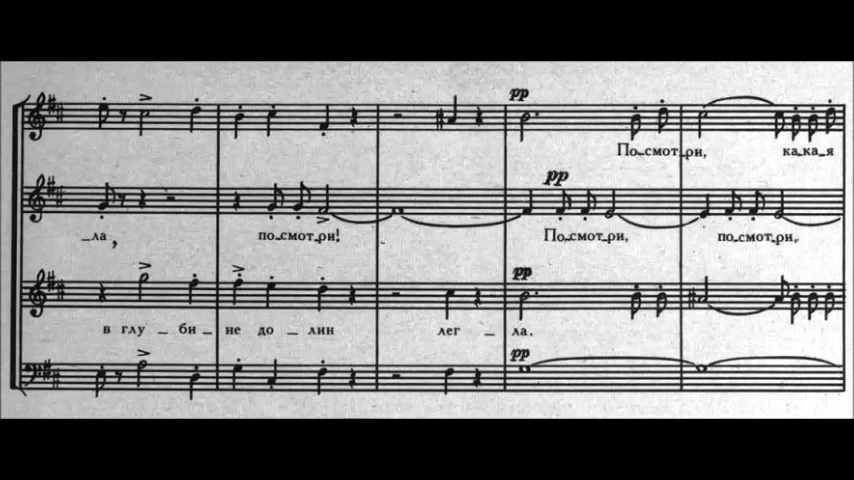 pp
По_смот_ри, ка_ка_я
pp
_ла, по_смот_ри! По_смот_ри, по_смот_ри,
pp
в глу_би_не до_лин лег_ла.
pp